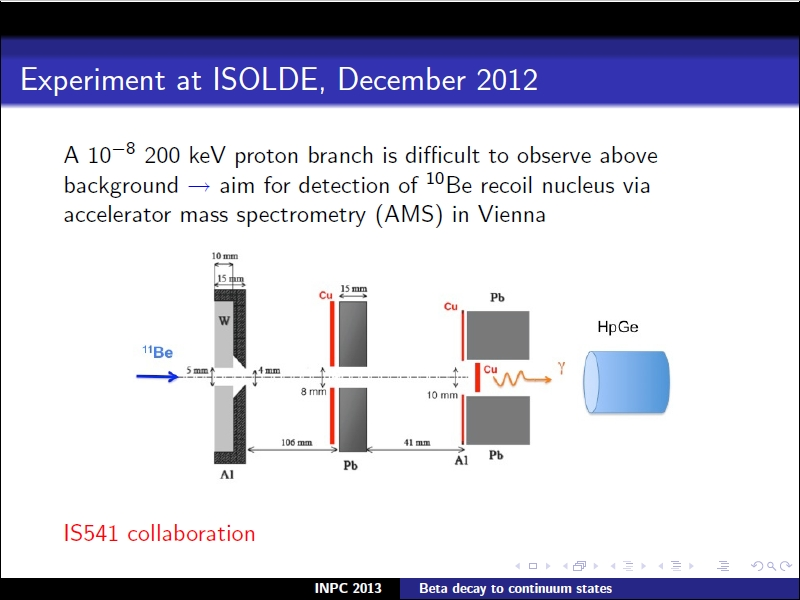 Experiment at ISOLDE, December 2012
A 10⁻⁸ 200 keV proton branch is difficult to observe above
background → aim for detection of ¹⁰Be recoil nucleus via
accelerator mass spectrometry (AMS) in Vienna
10 mm
15 mm
W
¹¹Be
5 mm
4 mm
Al
106 mm
Cu
15 mm
8 mm
Pb
41 mm
Cu
Pb
Cu
γ
10 mm
Al
Pb
HpGe
IS541 collaboration
INPC 2013
Beta decay to continuum states